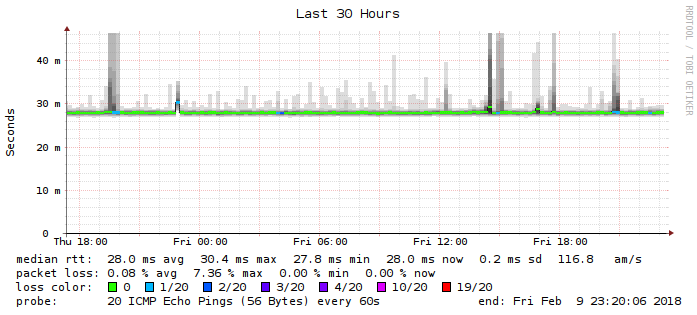 Last 30 Hours
RRDTOOL / TOBI OETIKER
Seconds
40 m
30 m
20 m
10 m
0
Thu 18:00 Fri 00:00 Fri 06:00 Fri 12:00 Fri 18:00
median rtt: 28.0 ms avg 30.4 ms max 27.8 ms min 28.0 ms now 0.2 ms sd 116.8 am/s
packet loss: 0.08 % avg 7.36 % max 0.00 % min 0.00 % now
loss color: 0 1/20 2/20 3/20 4/20 10/20 19/20
probe: 20 ICMP Echo Pings (56 Bytes) every 60s end: Fri Feb 9 23:20:06 2018